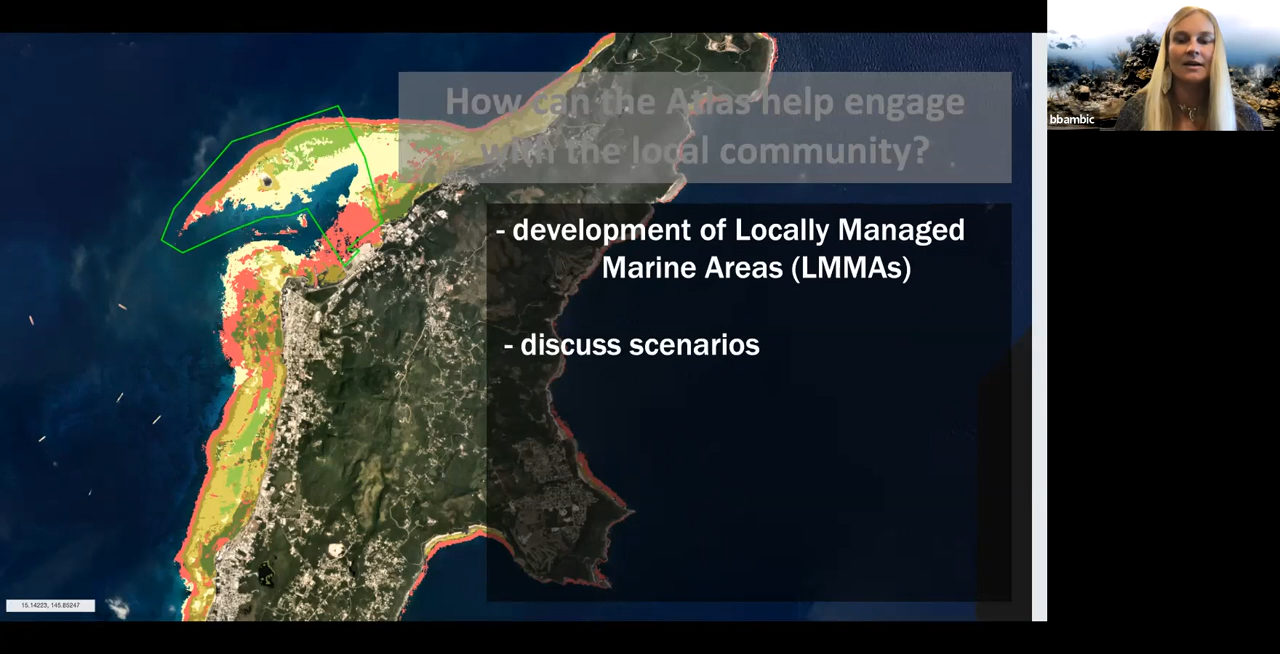 How can the Atlas help engage
with the local community?
- development of Locally Managed
Marine Areas (LMMAs)
- discuss scenarios
bbambic
15.14223, 145.85247